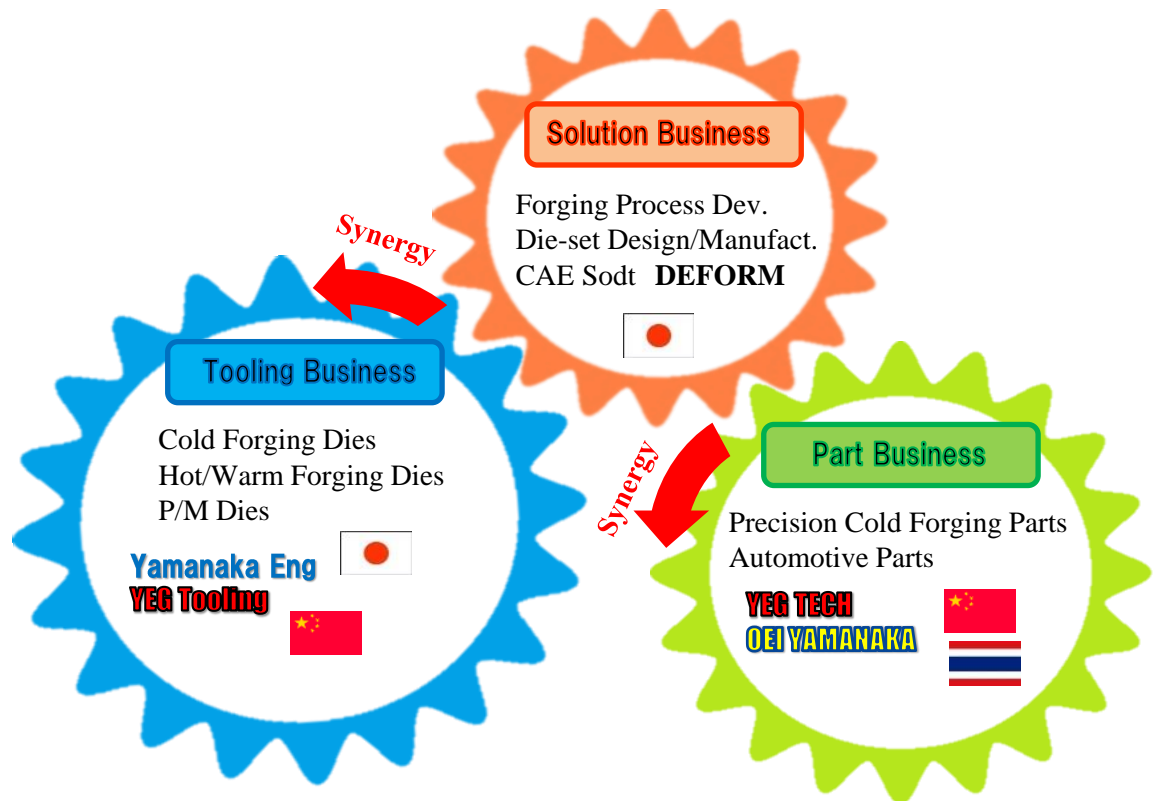 Solution Business
Forging Process Dev.
Die-set Design/Manufact.
CAE Sodt DEFORM
Synergy
Tooling Business
Cold Forging Dies
Hot/Warm Forging Dies
P/M Dies
Yamanaka Eng
YEG Tooling
Synergy
Part Business
Precision Cold Forging Parts
Automotive Parts
YEG TECH
OEI YAMANAKA